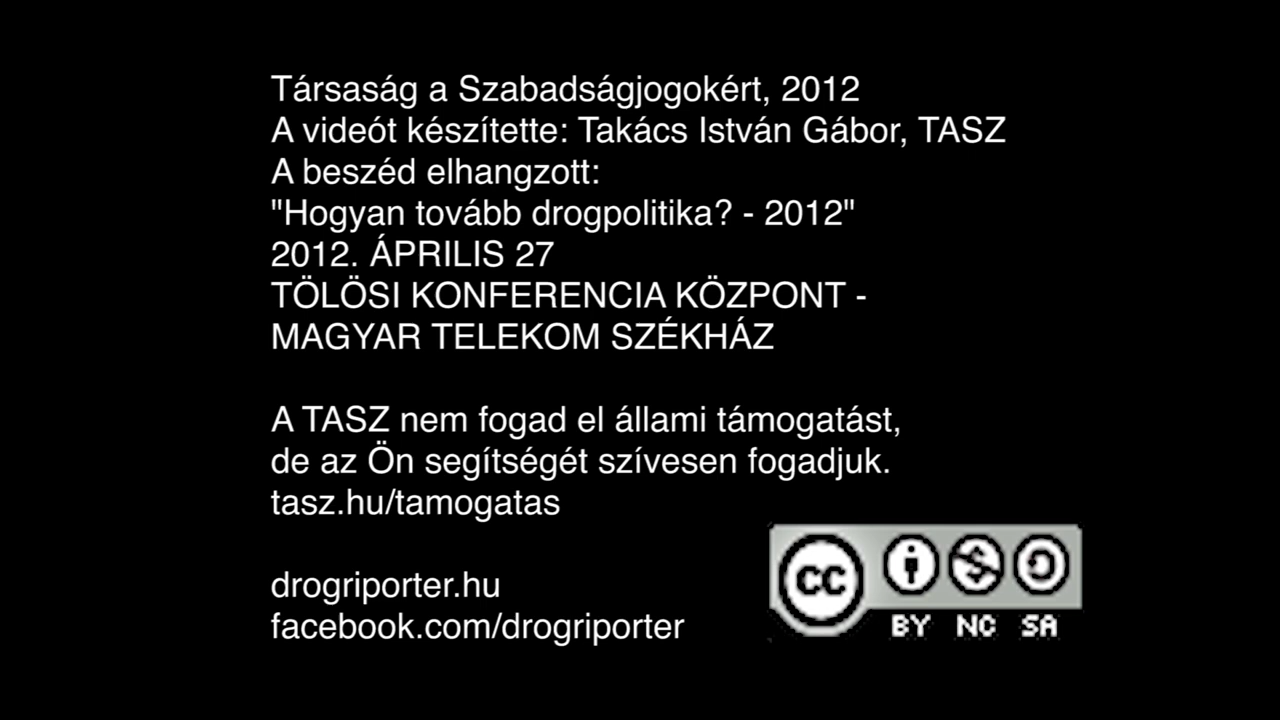 Társaság a Szabadságjogokért, 2012
A videót készítette: Takács István Gábor, TASZ
A beszéd elhangzott:
"Hogyan tovább drogpolitika? - 2012"
2012. ÁPRILIS 27
TÖLÖSI KONFERENCIA KÖZPONT -
MAGYAR TELEKOM SZÉKHÁZ
A TASZ nem fogad el állami támogatást,
de az Ön segítségét szívesen fogadjuk.
tasz.hu/tamogatas
drogriporter.hu
facebook.com/drogriporter
CC
BY NC SA